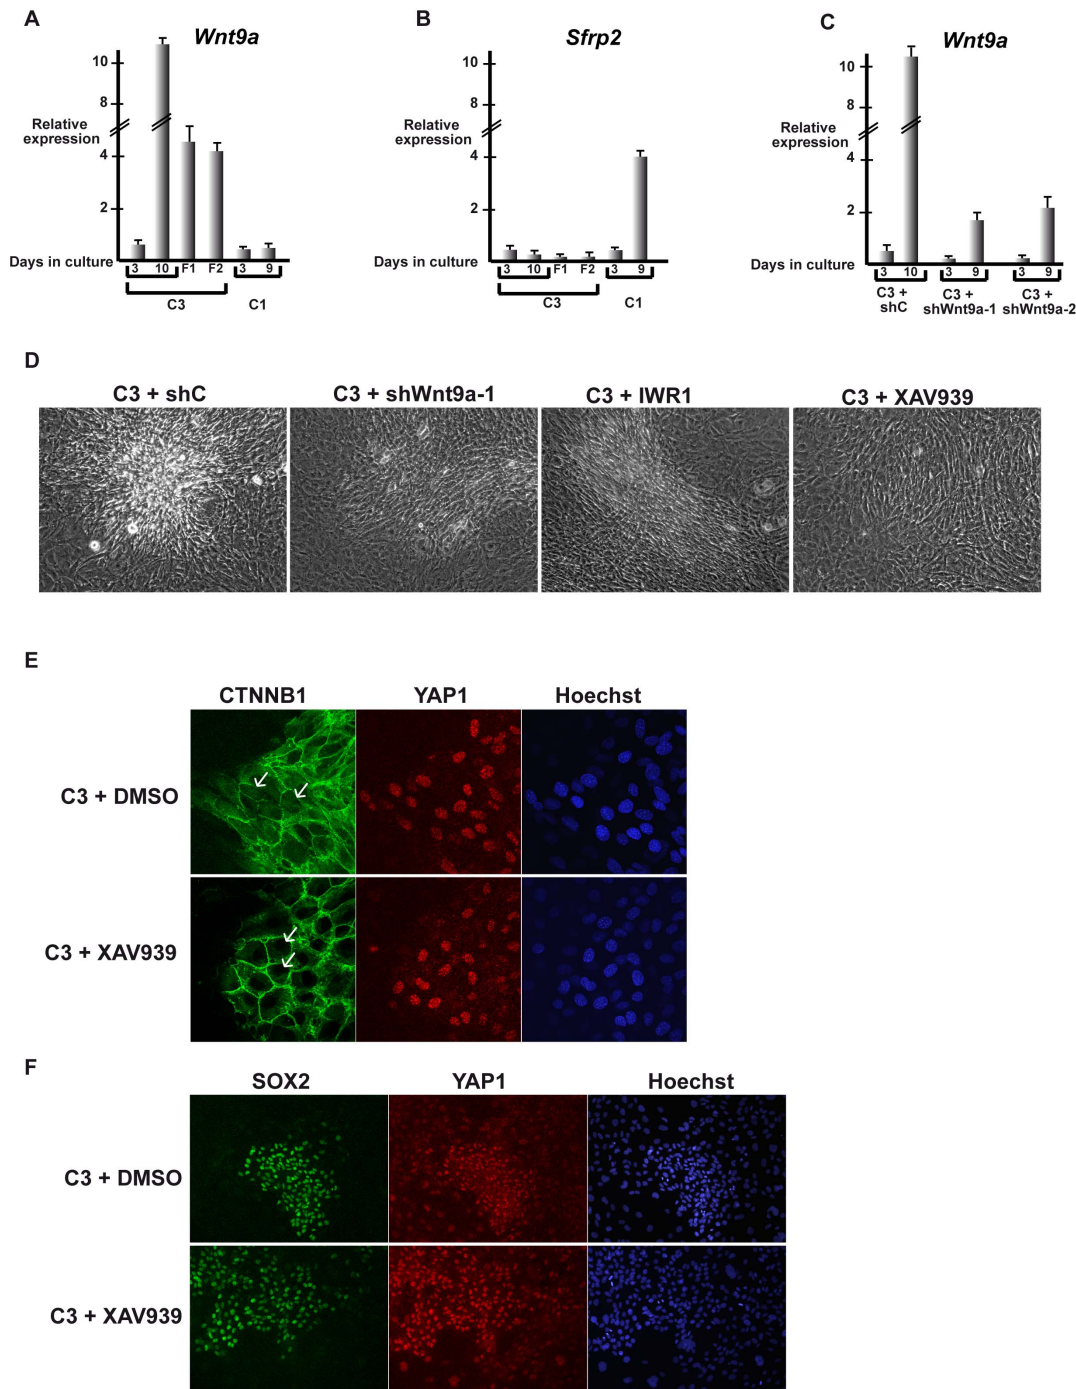 A
Wnt9a
10
8
Relative
expression
4
2
Days in culture
3 10 F1 F2 3 9
C3 C1
B
Sfrp2
10
8
Relative
expression
4
2
Days in culture
3 10 F1 F2 3 9
C3 C1
C
Wnt9a
10
8
Relative
expression
4
2
Days in culture
3 10 3 9 3 9
C3 + shC
C3 + shWnt9a-1
C3 + shWnt9a-2
D
C3 + shC
C3 + shWnt9a-1
C3 + IWR1
C3 + XAV939
E
CTNNB1 YAP1 Hoechst
C3 + DMSO
C3 + XAV939
F
SOX2 YAP1 Hoechst
C3 + DMSO
C3 + XAV939